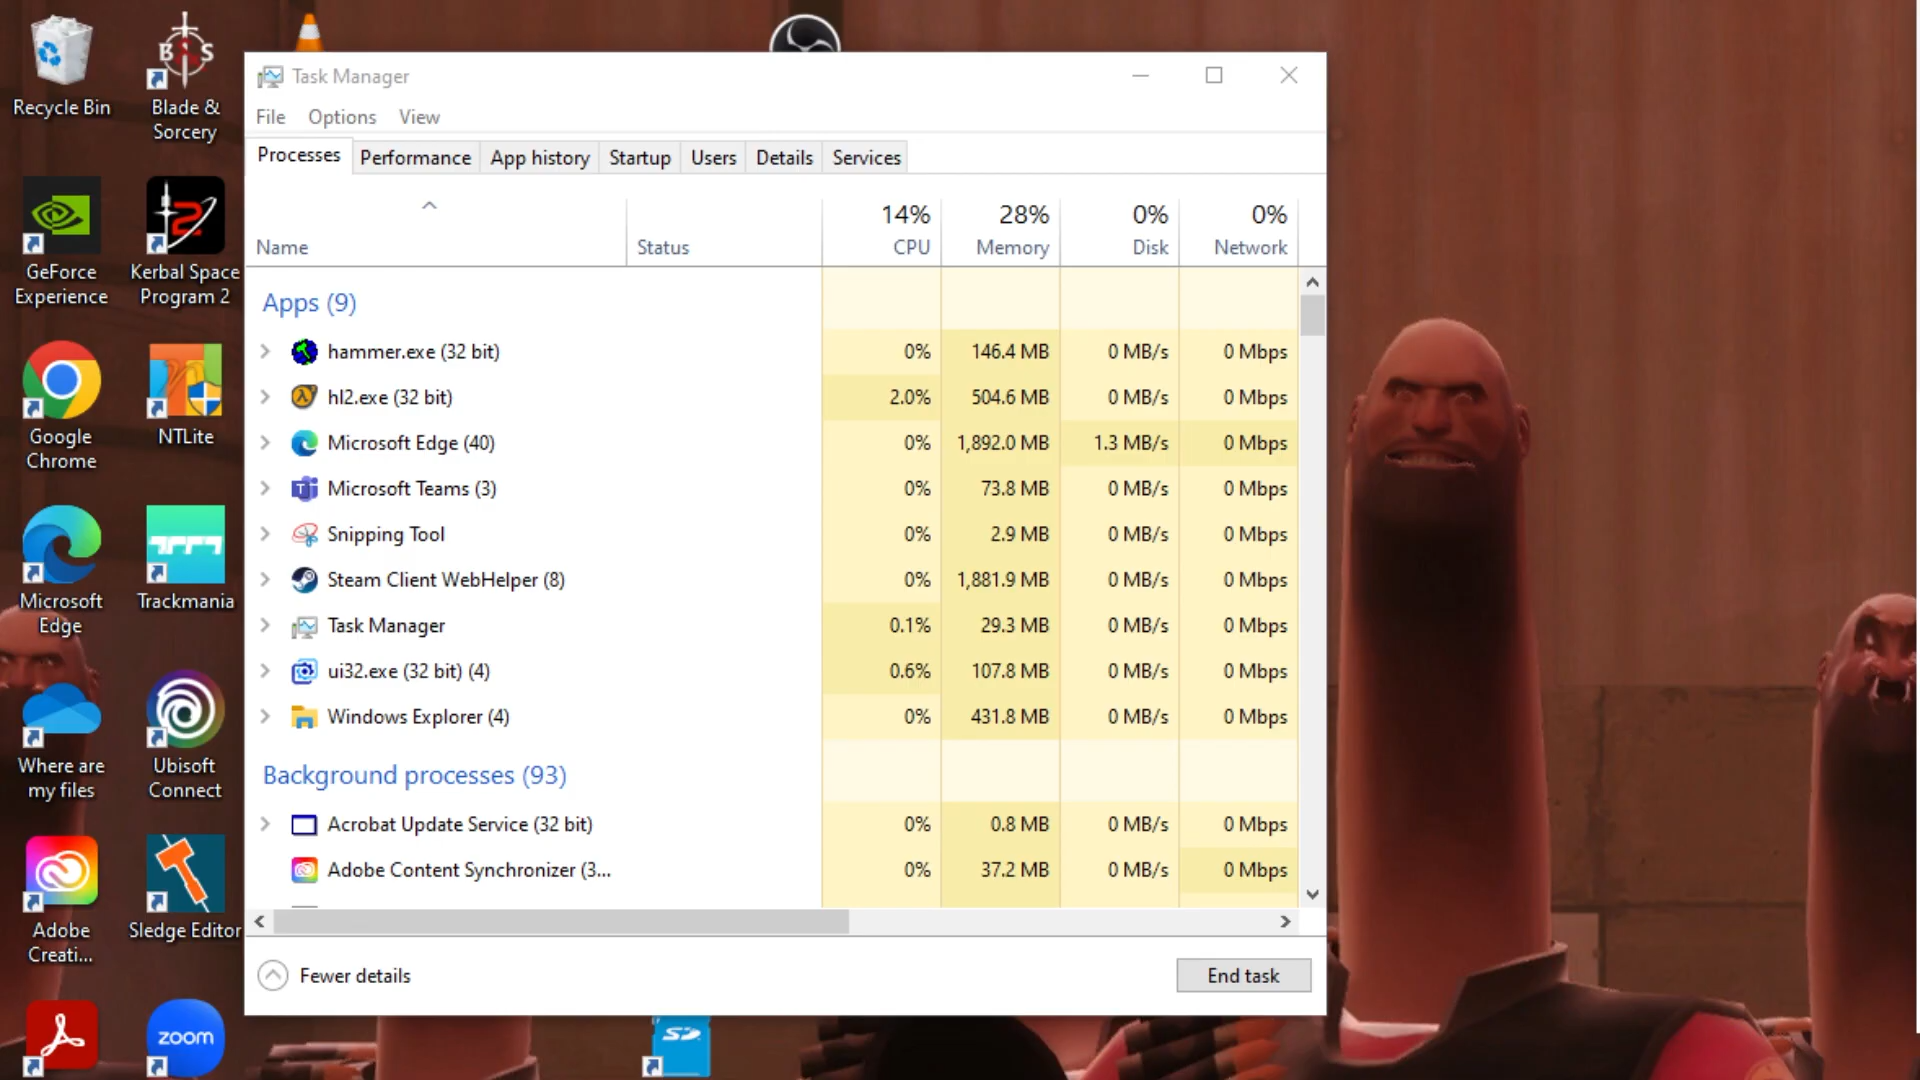 Recycle Bin
Blade &
Sorcery
GeForce
Experience
Kerbal Space
Program 2
Google
Chrome
NTLite
Microsoft
Edge
Trackmania
Where are
my files
Ubisoft
Connect
Adobe
Creati...
Sledge Editor
zoom
SD
B S
2
Task Manager
File Options View
Processes Performance App history Startup Users Details Services
14% 28% 0% 0%
Name Status CPU Memory Disk Network
Apps (9)
hammer.exe (32 bit) 0% 146.4 MB 0 MB/s 0 Mbps
hl2.exe (32 bit) 2.0% 504.6 MB 0 MB/s 0 Mbps
Microsoft Edge (40) 0% 1,892.0 MB 1.3 MB/s 0 Mbps
Microsoft Teams (3) 0% 73.8 MB 0 MB/s 0 Mbps
Snipping Tool 0% 2.9 MB 0 MB/s 0 Mbps
Steam Client WebHelper (8) 0% 1,881.9 MB 0 MB/s 0 Mbps
Task Manager 0.1% 29.3 MB 0 MB/s 0 Mbps
ui32.exe (32 bit) (4) 0.6% 107.8 MB 0 MB/s 0 Mbps
Windows Explorer (4) 0% 431.8 MB 0 MB/s 0 Mbps
Background processes (93)
Acrobat Update Service (32 bit) 0% 0.8 MB 0 MB/s 0 Mbps
Adobe Content Synchronizer (3... 0% 37.2 MB 0 MB/s 0 Mbps
Fewer details
End task